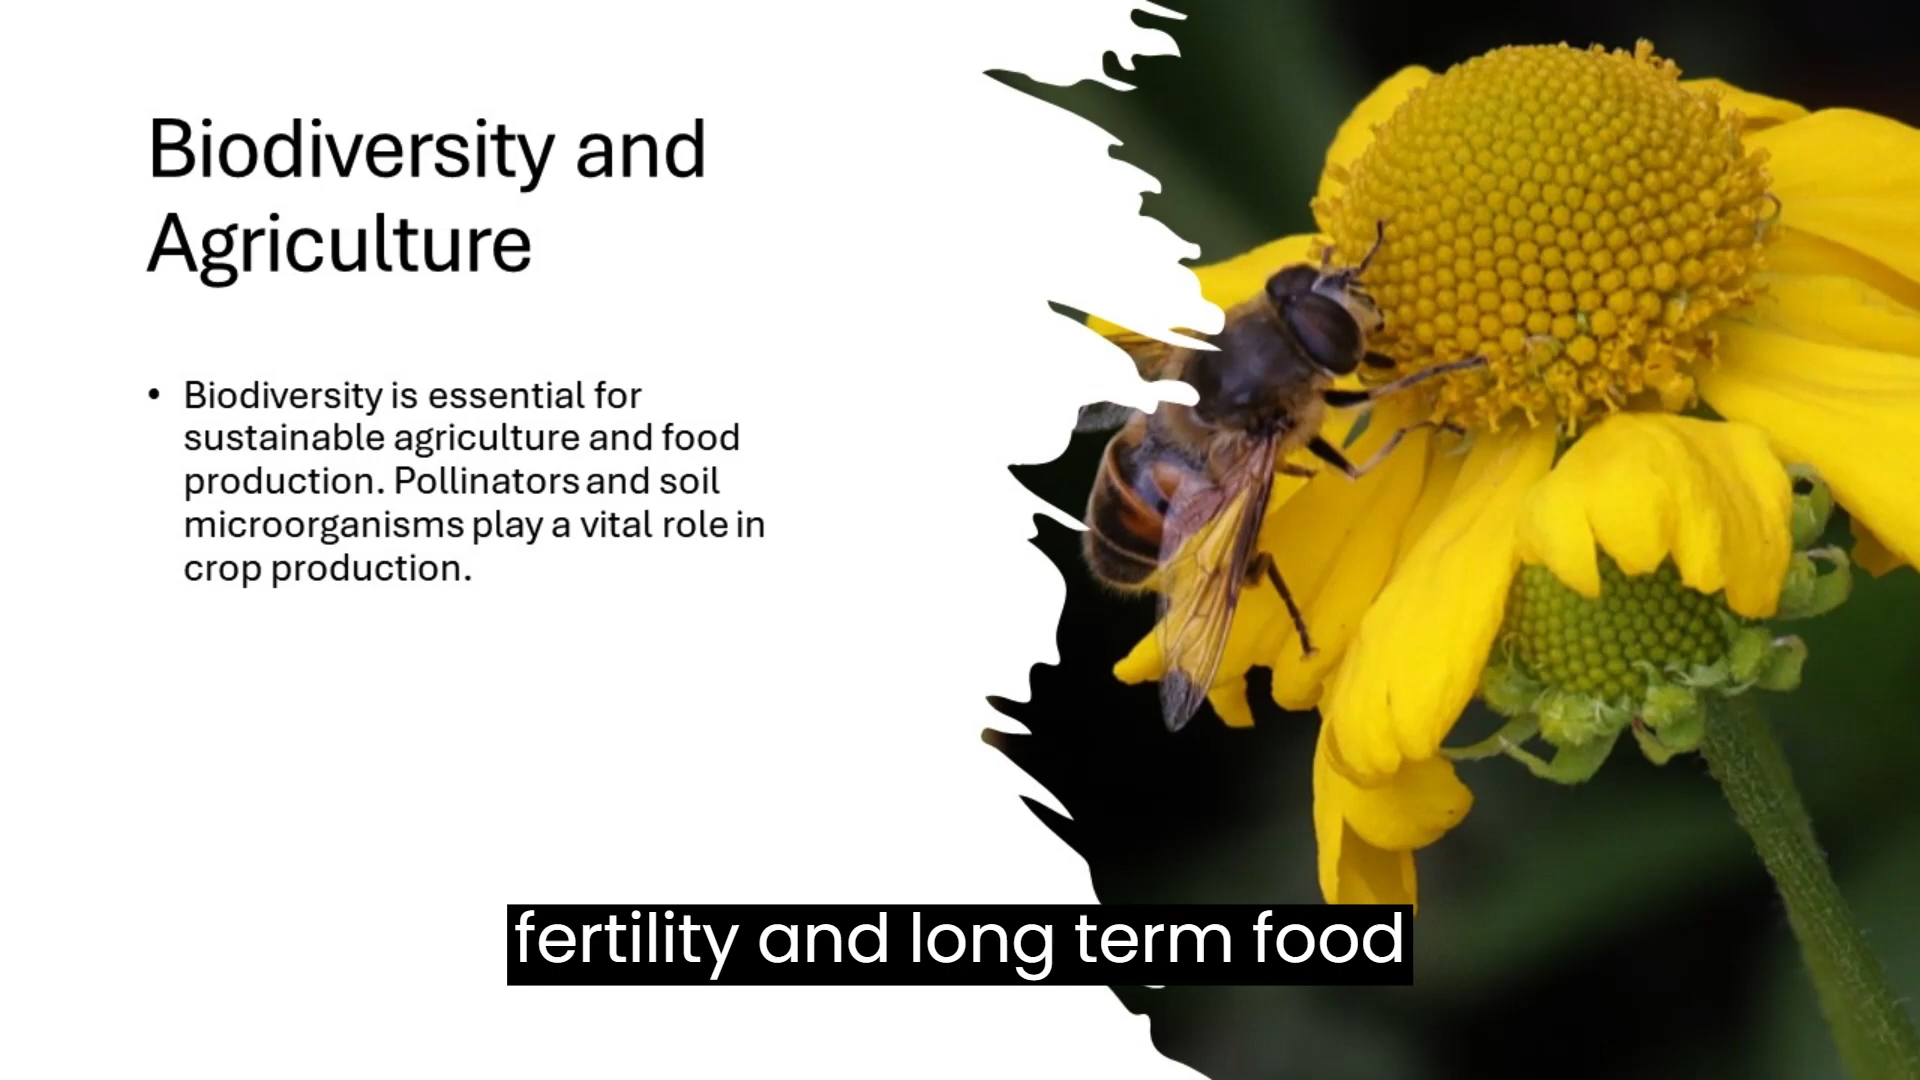 Biodiversity and
Agriculture
• Biodiversity is essential for
sustainable agriculture and food
production. Pollinators and soil
microorganisms play a vital role in
crop production.
fertility and long term food